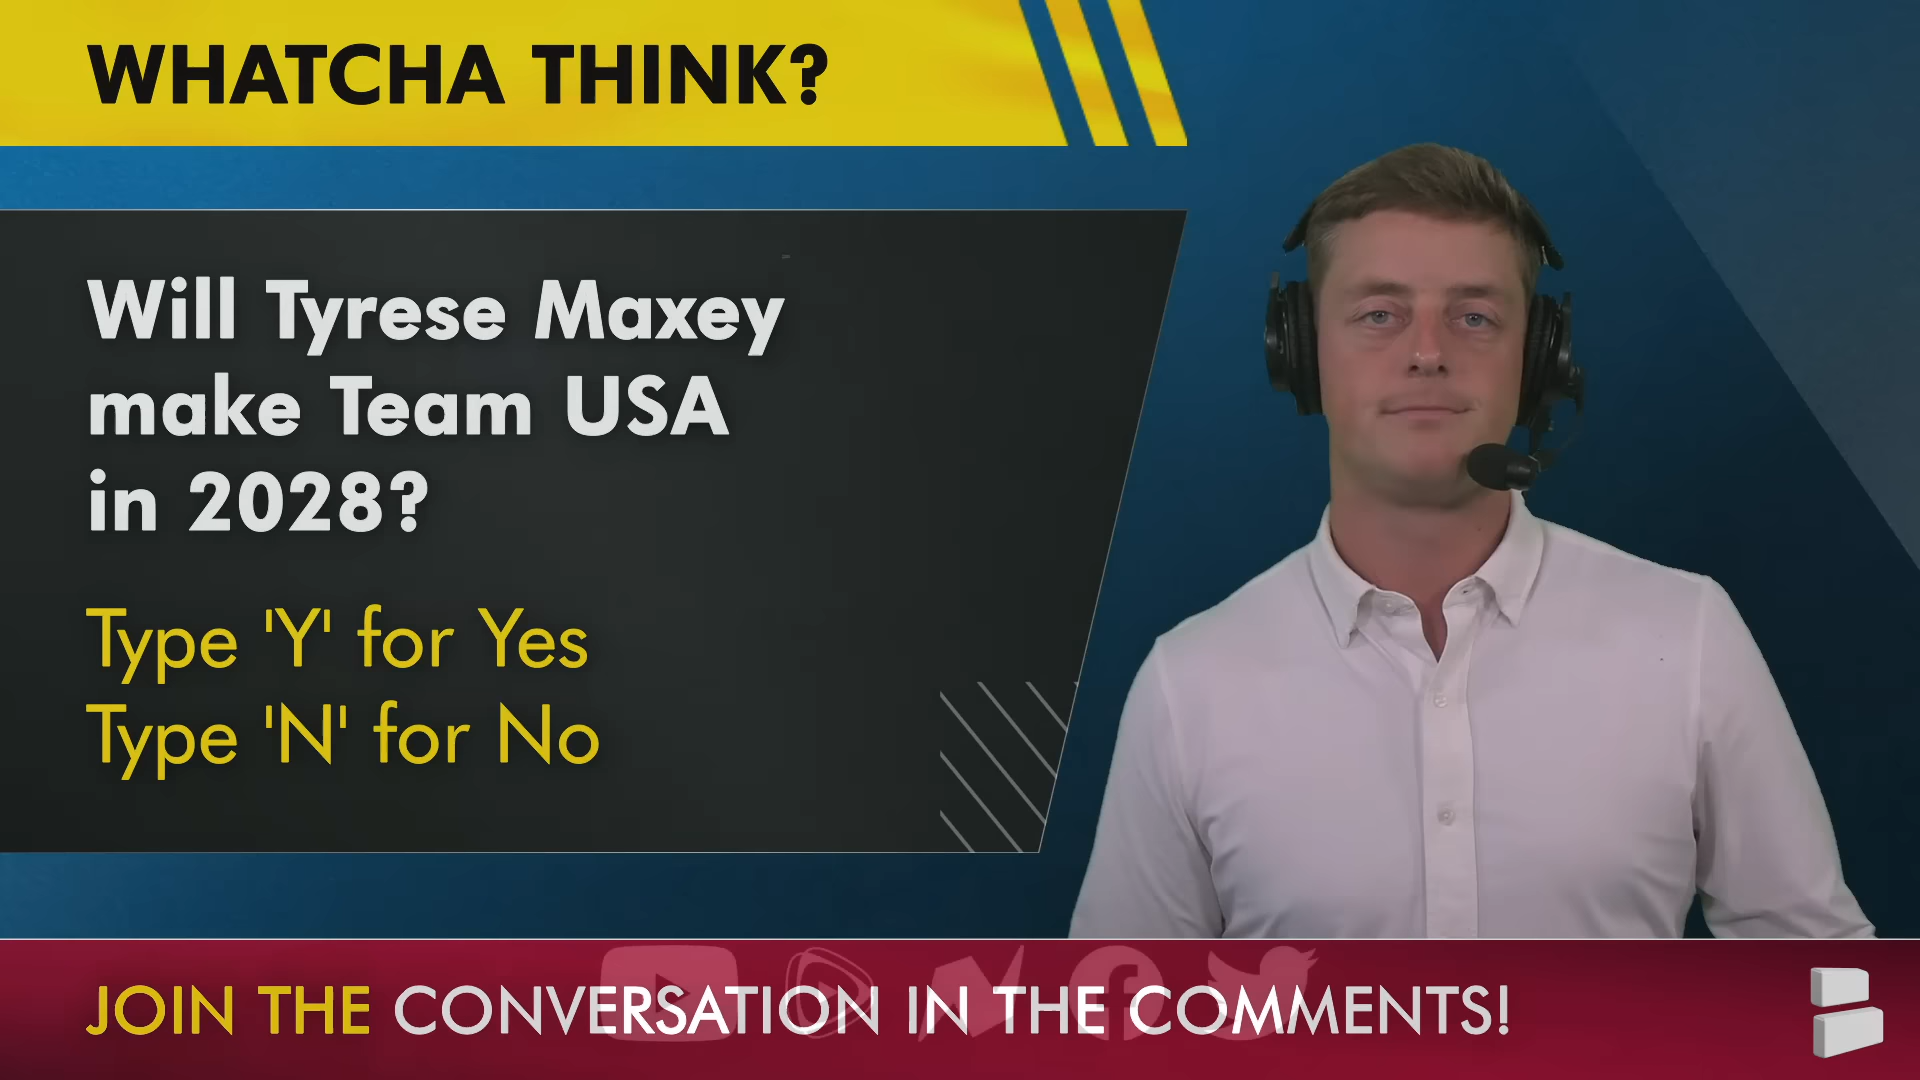 WHATCHA THINK?
Will Tyrese Maxey
make Team USA
in 2028?
Type 'Y' for Yes
Type 'N' for No
JOIN THE CONVERSATION IN THE COMMENTS!